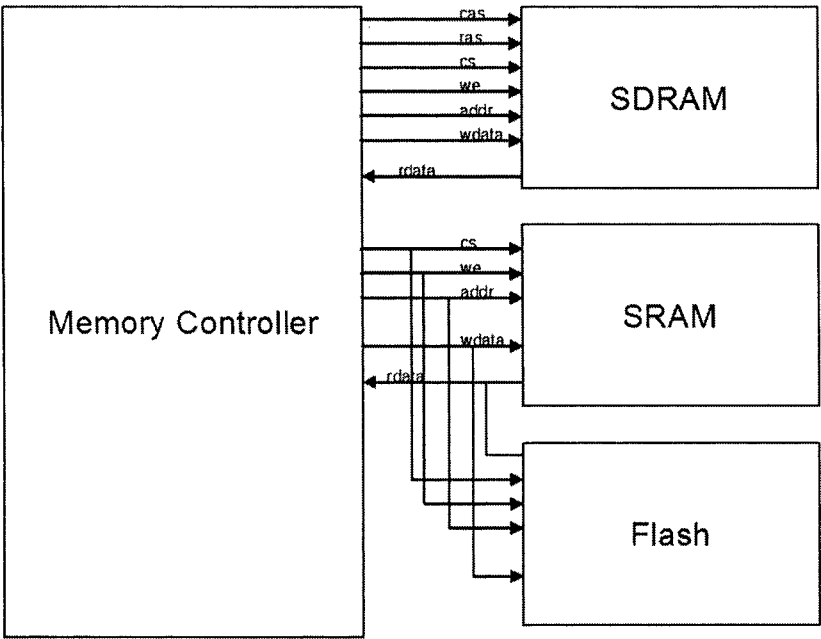 cas
ras
cs
we
addr
wdata
rdata
SDRAM
Memory Controller
cs
we
addr
wdata
rdata
SRAM
Flash